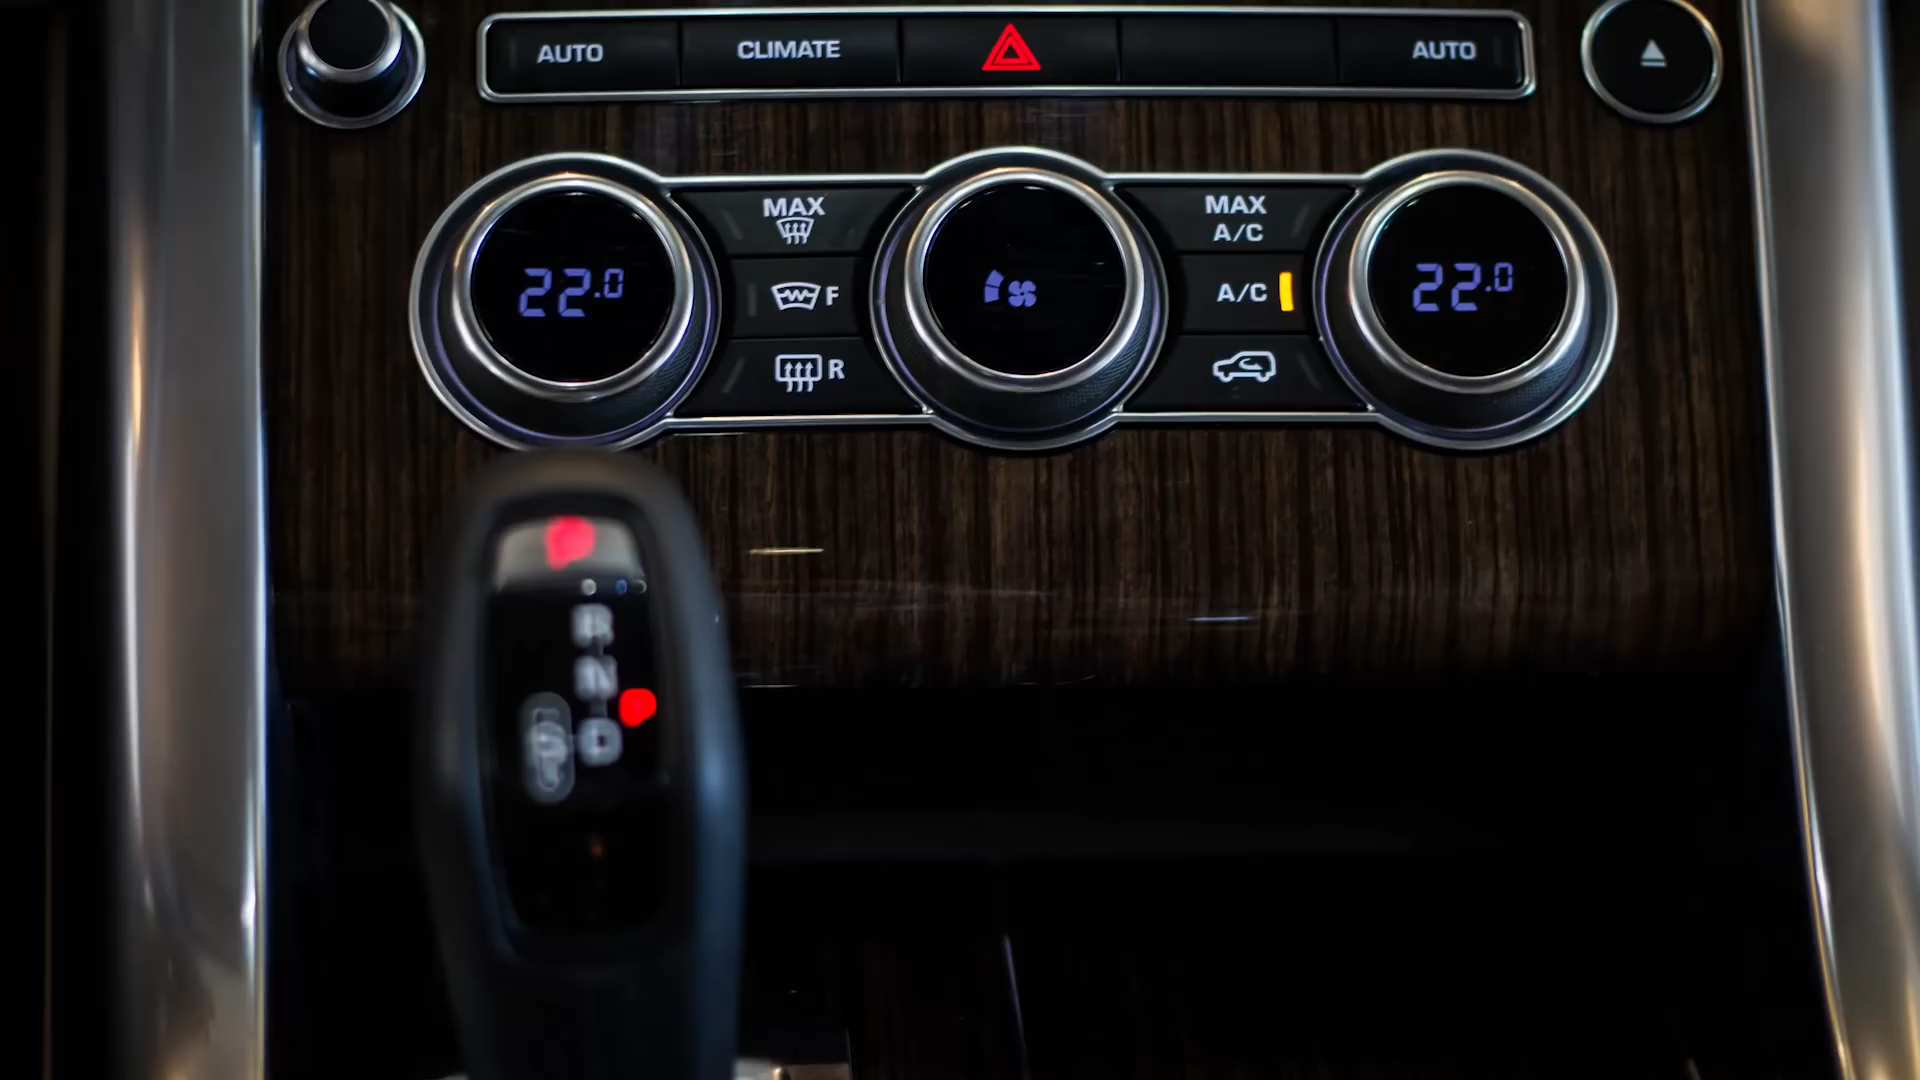 AUTO CLIMATE AUTO
MAX
MAX
A/C
22.0
F
A/C
22.0
R
R
N
S D